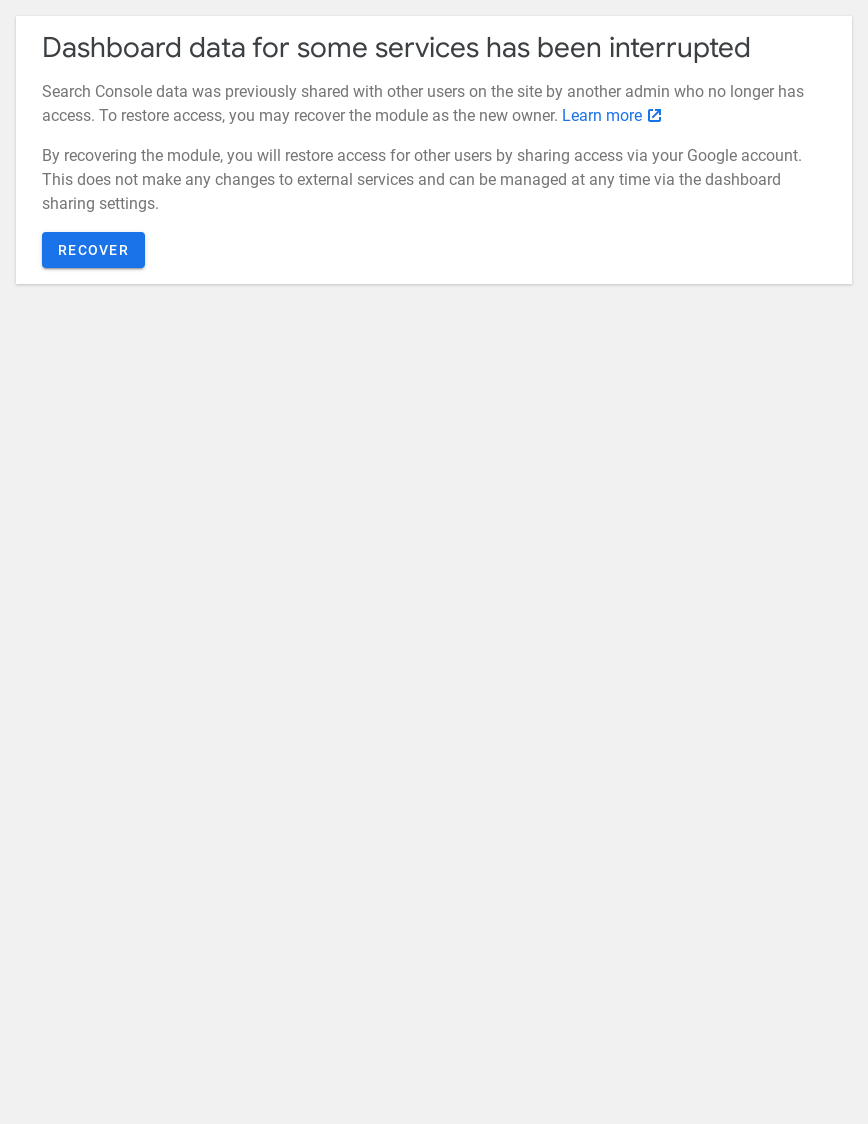 Dashboard data for some services has been interrupted
Search Console data was previously shared with other users on the site by another admin who no longer has
access. To restore access, you may recover the module as the new owner. Learn more
By recovering the module, you will restore access for other users by sharing access via your Google account.
This does not make any changes to external services and can be managed at any time via the dashboard
sharing settings.
RECOVER